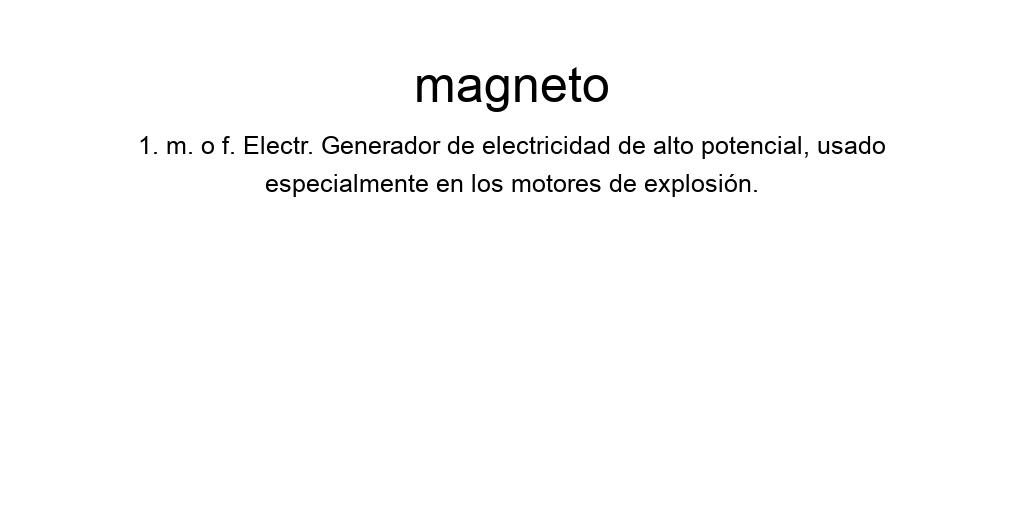 magneto
1. m. o f. Electr. Generador de electricidad de alto potencial, usado
especialmente en los motores de explosión.